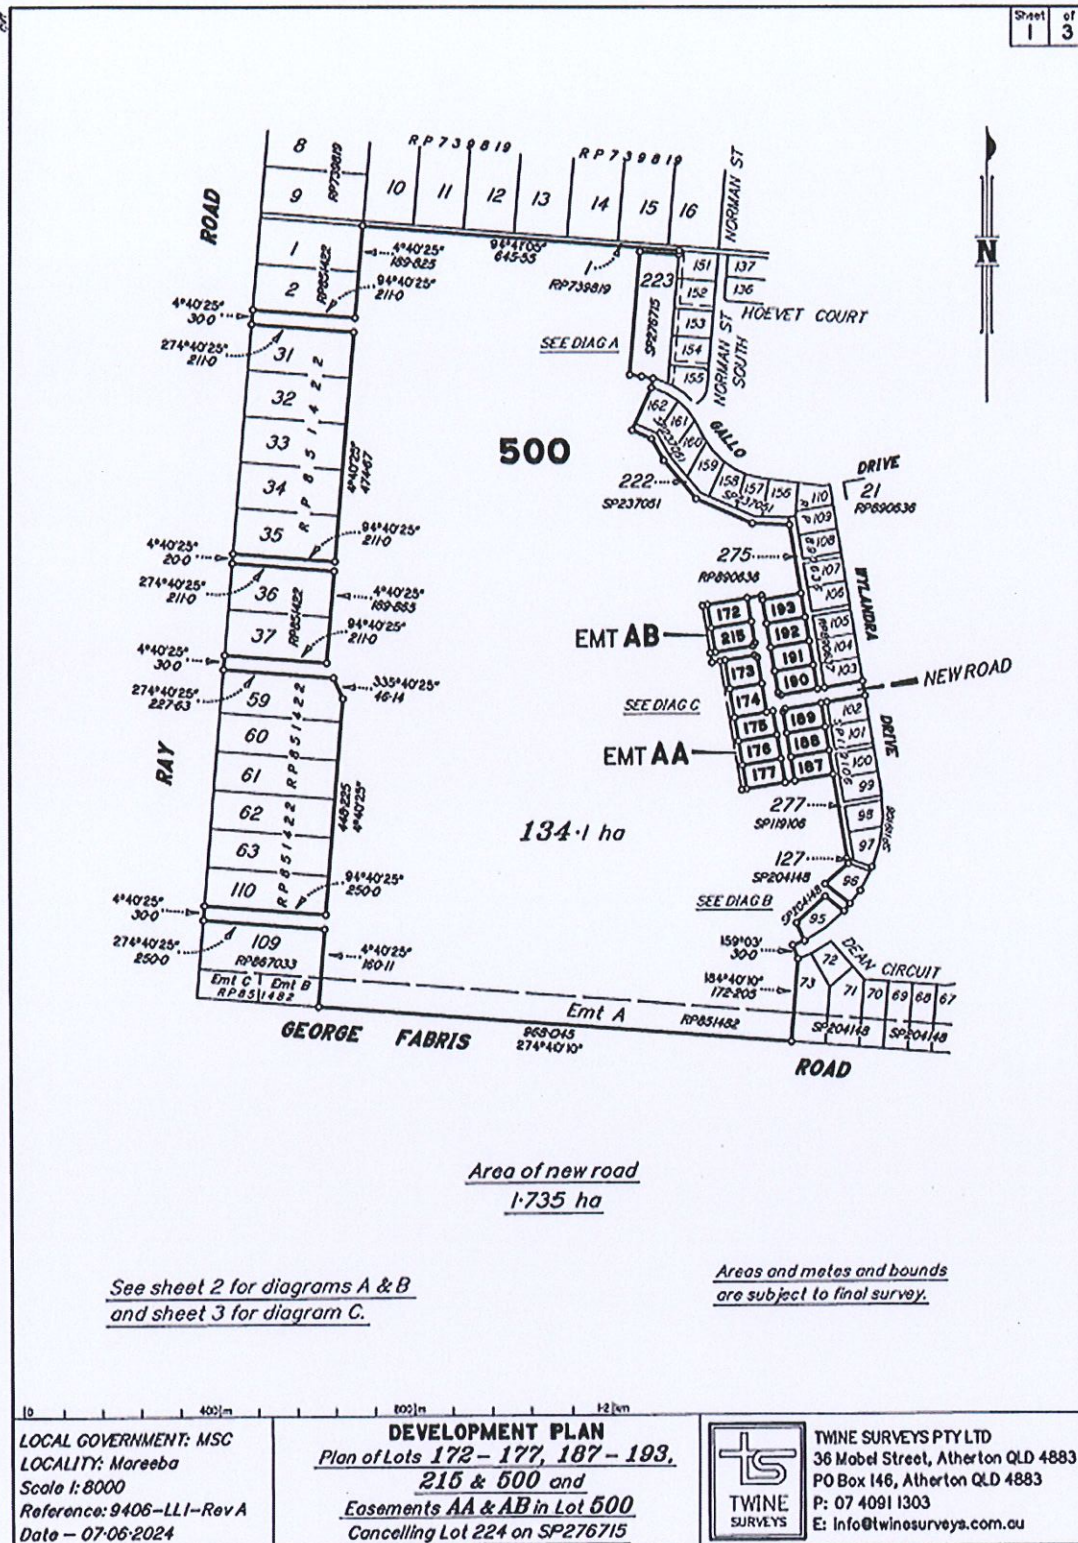 Sheet of
1 3
RP739819
RP739819
8
9
RP739819
10
11
12
13
14
15
16
NORMAN ST
ROAD
1
2
RP851422
4°40'25"
189·825
94°41'05"
645·55
1
RP739819
223
SP276715
151
152
153
154
155
137
136
HOEVET COURT
NORMAN ST
SOUTH
94°40'25"
211·0
4°40'25"
30·0
274°40'25"
211·0
SEE DIAG A
31
32
33
34
35
RP851422
4°40'25"
474·67
500
162
161
160
159
158
157
156
SP237051
SP237051
GALLO
DRIVE
222
SP237051
21
RP890636
110
109
108
107
106
105
104
103
WYLANDRA
DRIVE
94°40'25"
211·0
4°40'25"
20·0
274°40'25"
211·0
275
RP890636
36
37
RP851422
4°40'25"
94°40'25"
211·0
4°40'25"
30·0
274°40'25"
227·63
335°40'25"
46·14
EMT AB
172
215
173
174
175
176
177
193
192
191
190
189
188
187
NEW ROAD
SEE DIAG C
EMT AA
102
101
100
99
98
97
SP119106
277
SP119106
RAY
59
60
61
62
63
110
RP851422
RP851422
448·225
4°40'25"
134·1 ha
127
SP204148
96
95
SP204148
SEE DIAG B
94°40'25"
250·0
4°40'25"
30·0
274°40'25"
250·0
109
RP867033
4°40'25"
160·11
159°03'
30·0
184°40'10"
172·205
DEAN CIRCUIT
73
72
71
70
69
68
67
Emt C
Emt B
RP851482
Emt A
RP851482
SP204148
SP204148
GEORGE FABRIS
968·045
274°40'10"
ROAD
N
Area of new road
1·735 ha
See sheet 2 for diagrams A & B
and sheet 3 for diagram C.
Areas and metes and bounds
are subject to final survey.
LOCAL GOVERNMENT: MSC
LOCALITY: Mareeba
Scale 1:8000
Reference: 9406-LL1-Rev A
Date - 07-06-2024
DEVELOPMENT PLAN
Plan of Lots 172 - 177, 187 - 193,
215 & 500 and
Easements AA & AB in Lot 500
Cancelling Lot 224 on SP276715
TWINE
SURVEYS
TWINE SURVEYS PTY LTD
36 Mabel Street, Atherton QLD 4883
PO Box 146, Atherton QLD 4883
P: 07 4091 1303
E: Info@twinesurveys.com.au